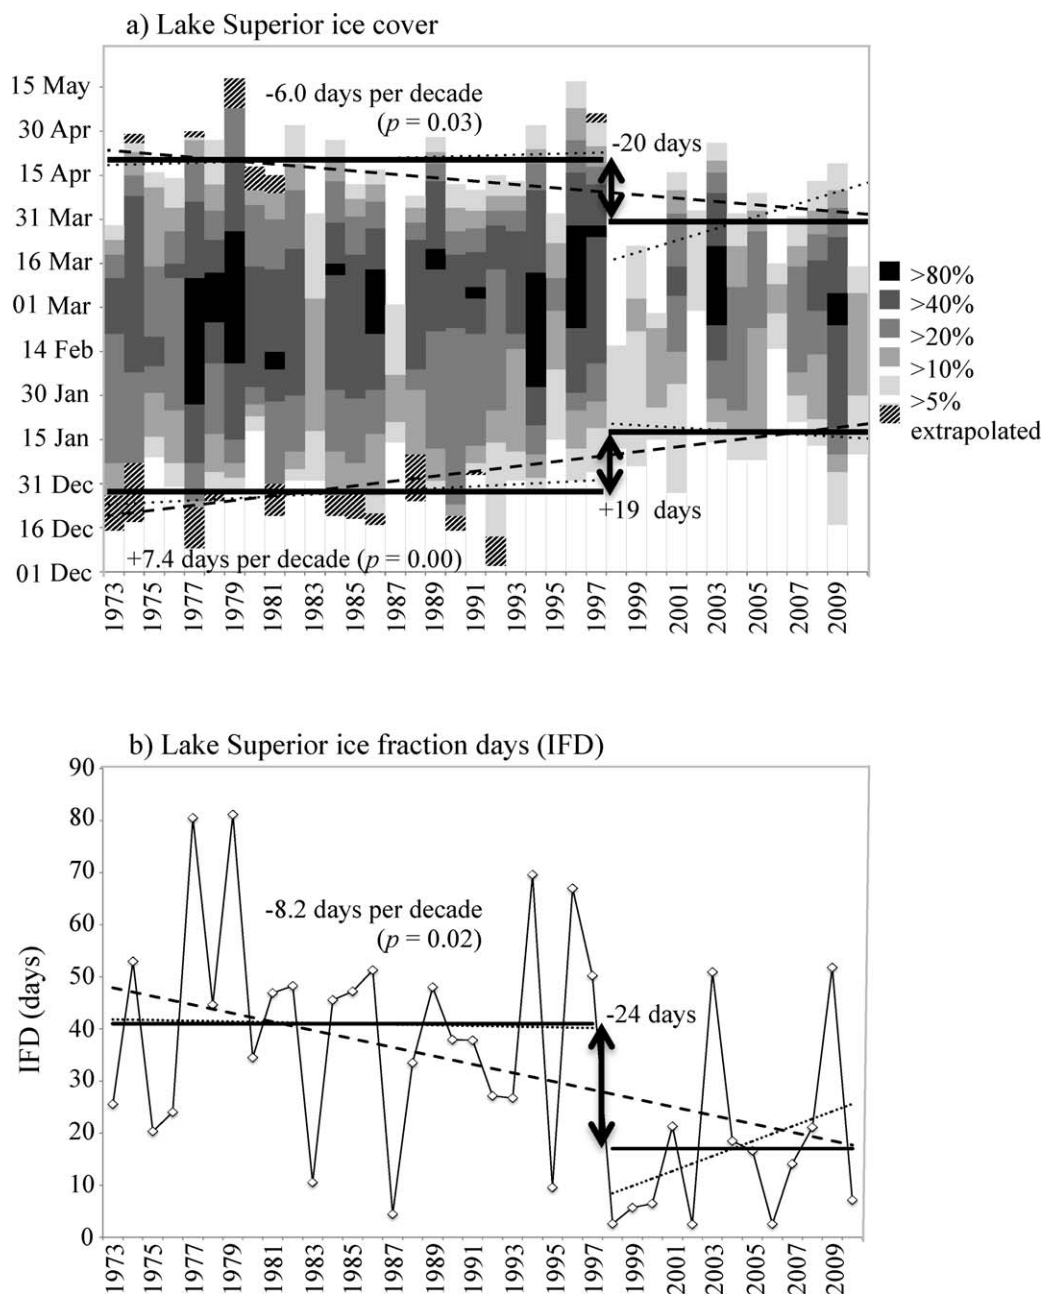 a) Lake Superior ice cover
15 May
30 Apr
15 Apr
31 Mar
16 Mar
01 Mar
14 Feb
30 Jan
15 Jan
31 Dec
16 Dec
01 Dec
-6.0 days per decade
(p = 0.03)
-20 days
+19 days
+7.4 days per decade (p = 0.00)
>80%
>40%
>20%
>10%
>5%
extrapolated
1973
1975
1977
1979
1981
1983
1985
1987
1989
1991
1993
1995
1997
1999
2001
2003
2005
2007
2009
b) Lake Superior ice fraction days (IFD)
IFD (days)
90
80
70
60
50
40
30
20
10
0
-8.2 days per decade
(p = 0.02)
-24 days
1973
1975
1977
1979
1981
1983
1985
1987
1989
1991
1993
1995
1997
1999
2001
2003
2005
2007
2009